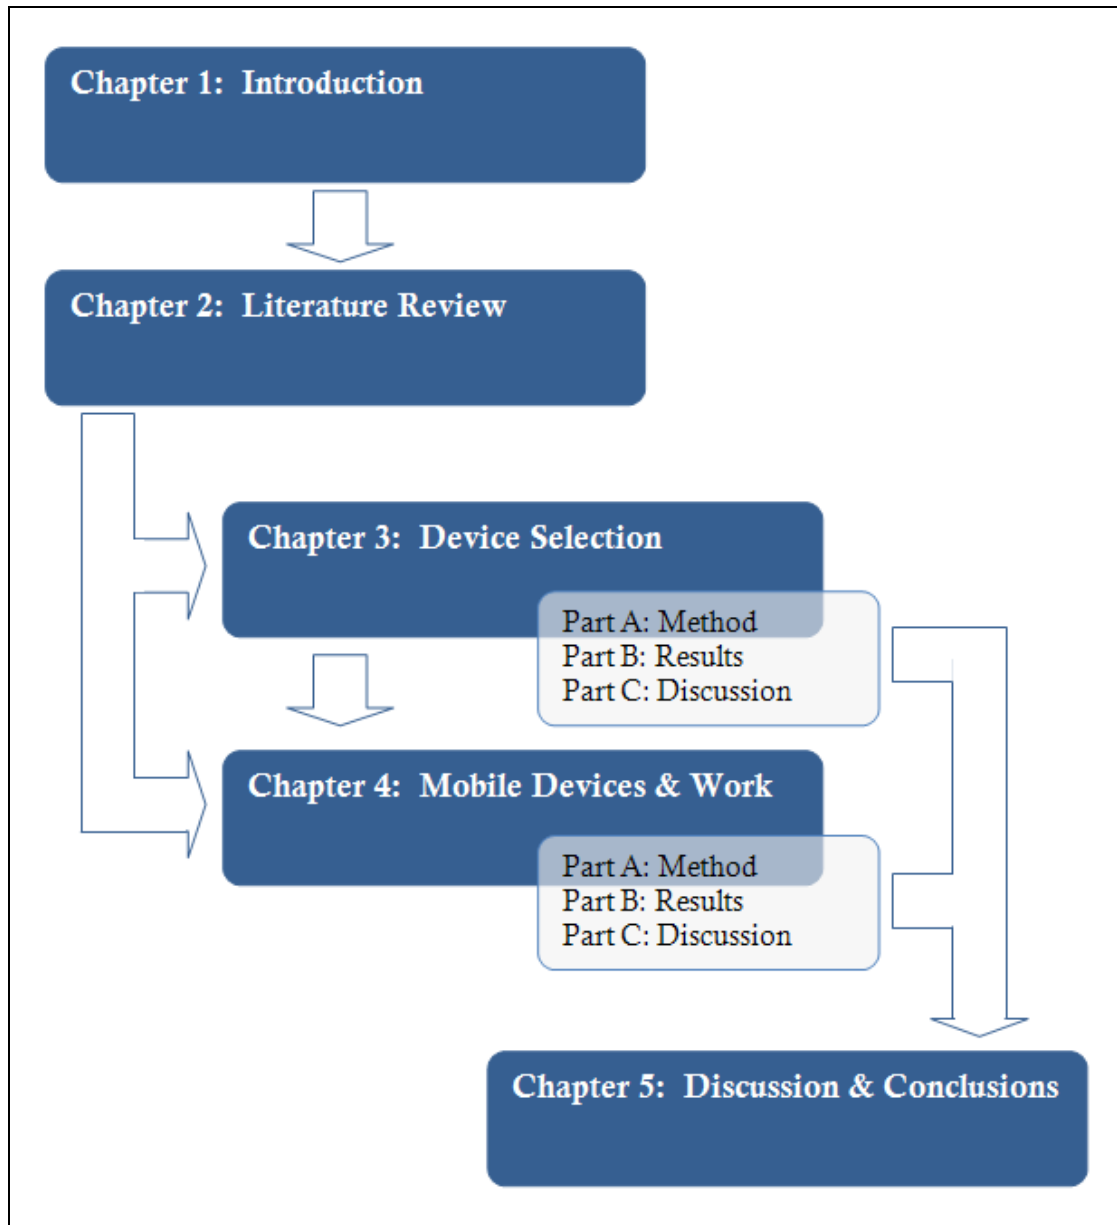 Chapter 1:  Introduction
Chapter 2:  Literature Review
Chapter 3:  Device Selection
Part A: Method
Part B: Results
Part C: Discussion
Chapter 4:  Mobile Devices & Work
Part A: Method
Part B: Results
Part C: Discussion
Chapter 5:  Discussion & Conclusions